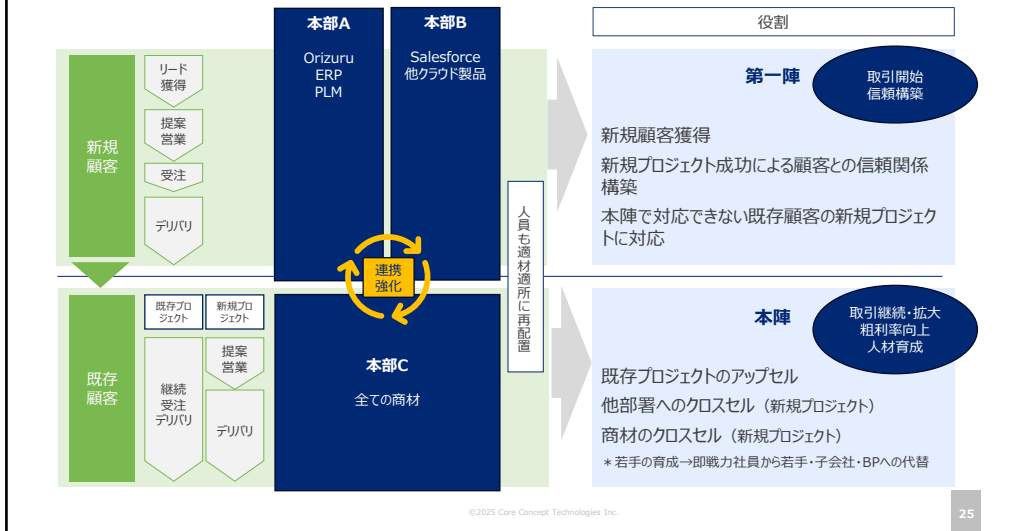 本部A
Orizuru
ERP
PLM
本部B
Salesforce
他クラウド製品
役割
新規
顧客
リード
獲得
提案
営業
受注
デリバリ
第一陣
取引開始
信頼構築
新規顧客獲得
新規プロジェクト成功による顧客との信頼関係
構築
本陣で対応できない既存顧客の新規プロジェク
トに対応
人員も適材適所に再配置
連携
強化
既存
顧客
既存プロ
ジェクト
新規プロ
ジェクト
継続
受注
デリバリ
提案
営業
デリバリ
本部C
全ての商材
本陣
取引継続・拡大
粗利率向上
人材育成
既存プロジェクトのアップセル
他部署へのクロスセル（新規プロジェクト）
商材のクロスセル（新規プロジェクト）
＊若手の育成→即戦力社員から若手・子会社・BPへの代替
©2025 Core Concept Technologies Inc.
25